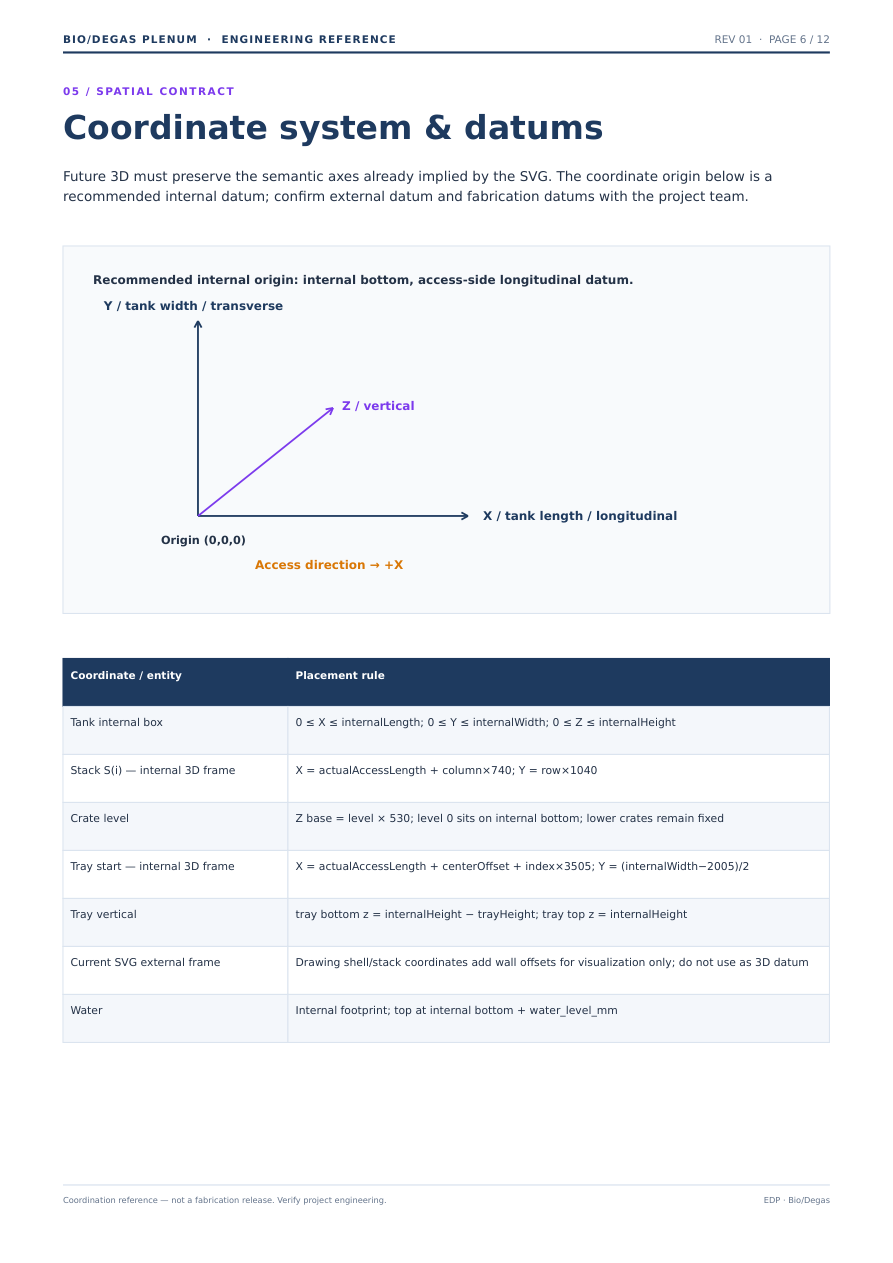 BIO/DEGAS PLENUM · ENGINEERING REFERENCE
REV 01 · PAGE 6 / 12
05 / SPATIAL CONTRACT
Coordinate system & datums
Future 3D must preserve the semantic axes already implied by the SVG. The coordinate origin below is a
recommended internal datum; confirm external datum and fabrication datums with the project team.
Recommended internal origin: internal bottom, access-side longitudinal datum.
Y / tank width / transverse
Z / vertical
X / tank length / longitudinal
Origin (0,0,0)
Access direction → +X
Coordinate / entity
Placement rule
Tank internal box
0 ≤ X ≤ internalLength; 0 ≤ Y ≤ internalWidth; 0 ≤ Z ≤ internalHeight
Stack S(i) — internal 3D frame
X = actualAccessLength + column×740; Y = row×1040
Crate level
Z base = level × 530; level 0 sits on internal bottom; lower crates remain fixed
Tray start — internal 3D frame
X = actualAccessLength + centerOffset + index×3505; Y = (internalWidth−2005)/2
Tray vertical
tray bottom z = internalHeight − trayHeight; tray top z = internalHeight
Current SVG external frame
Drawing shell/stack coordinates add wall offsets for visualization only; do not use as 3D datum
Water
Internal footprint; top at internal bottom + water_level_mm
Coordination reference — not a fabrication release. Verify project engineering.
EDP · Bio/Degas